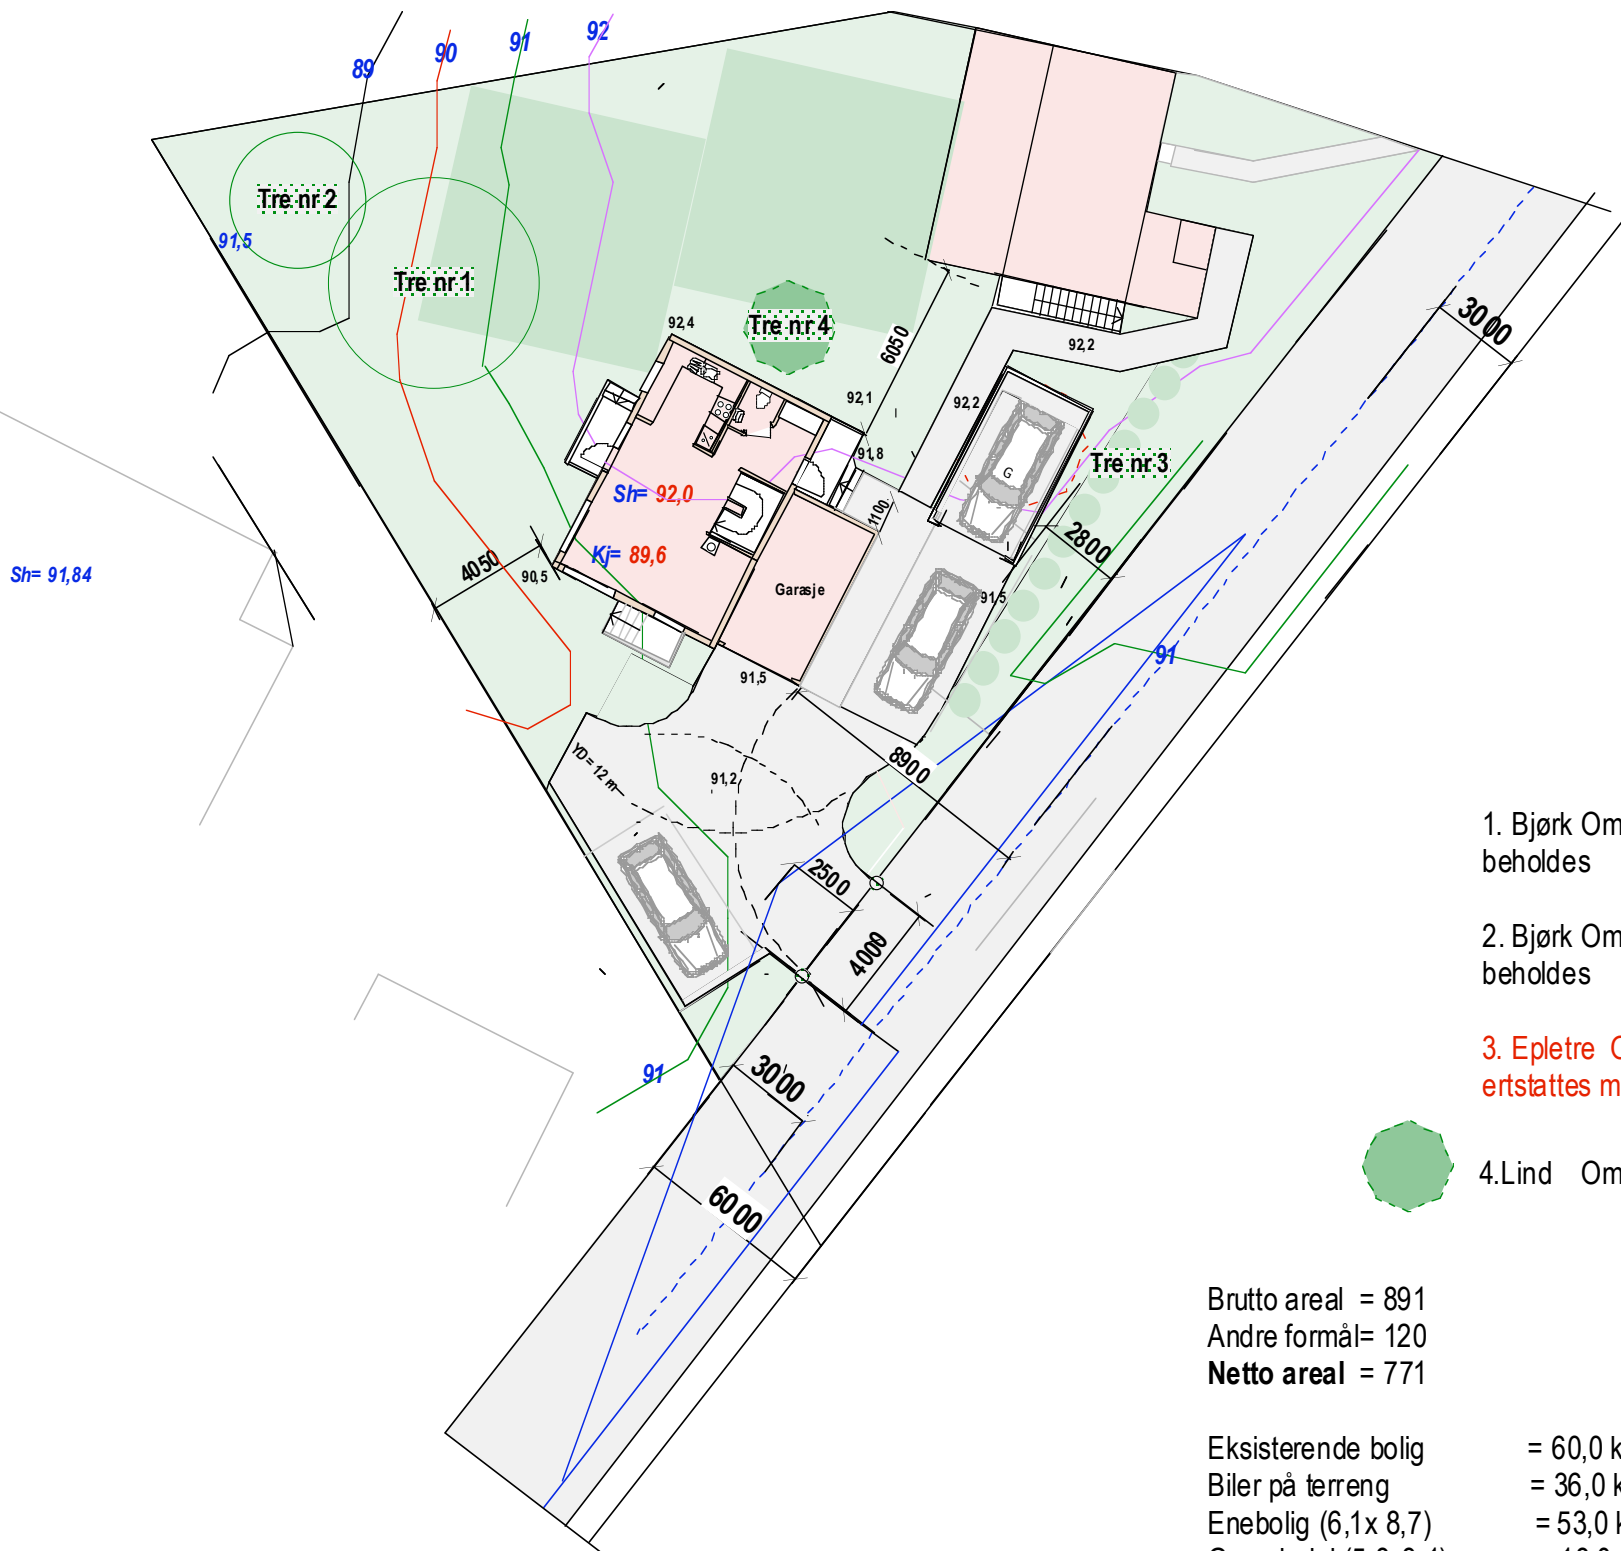 92
91
90
89
Tre nr 2
91,5
Tre nr 1
92,4
Tre nr 4
6050
92,2
3000
92,1
92,2
91,8
Tre nr 3
G
Sh= 92,0
1100
2800
Kj= 89,6
4050
90,5
Sh= 91,84
Garasje
91,5
91
91,5
YD = 12 m
91,2
8900
2500
4000
91
3000
6000
1. Bjørk Om
beholdes
2. Bjørk Om
beholdes
3. Epletre
ertstattes m
4.Lind Om
Brutto areal = 891
Andre formål= 120
Netto areal = 771
Eksisterende bolig = 60,0 k
Biler på terreng = 36,0 k
Enebolig (6,1x 8,7) = 53,0 k